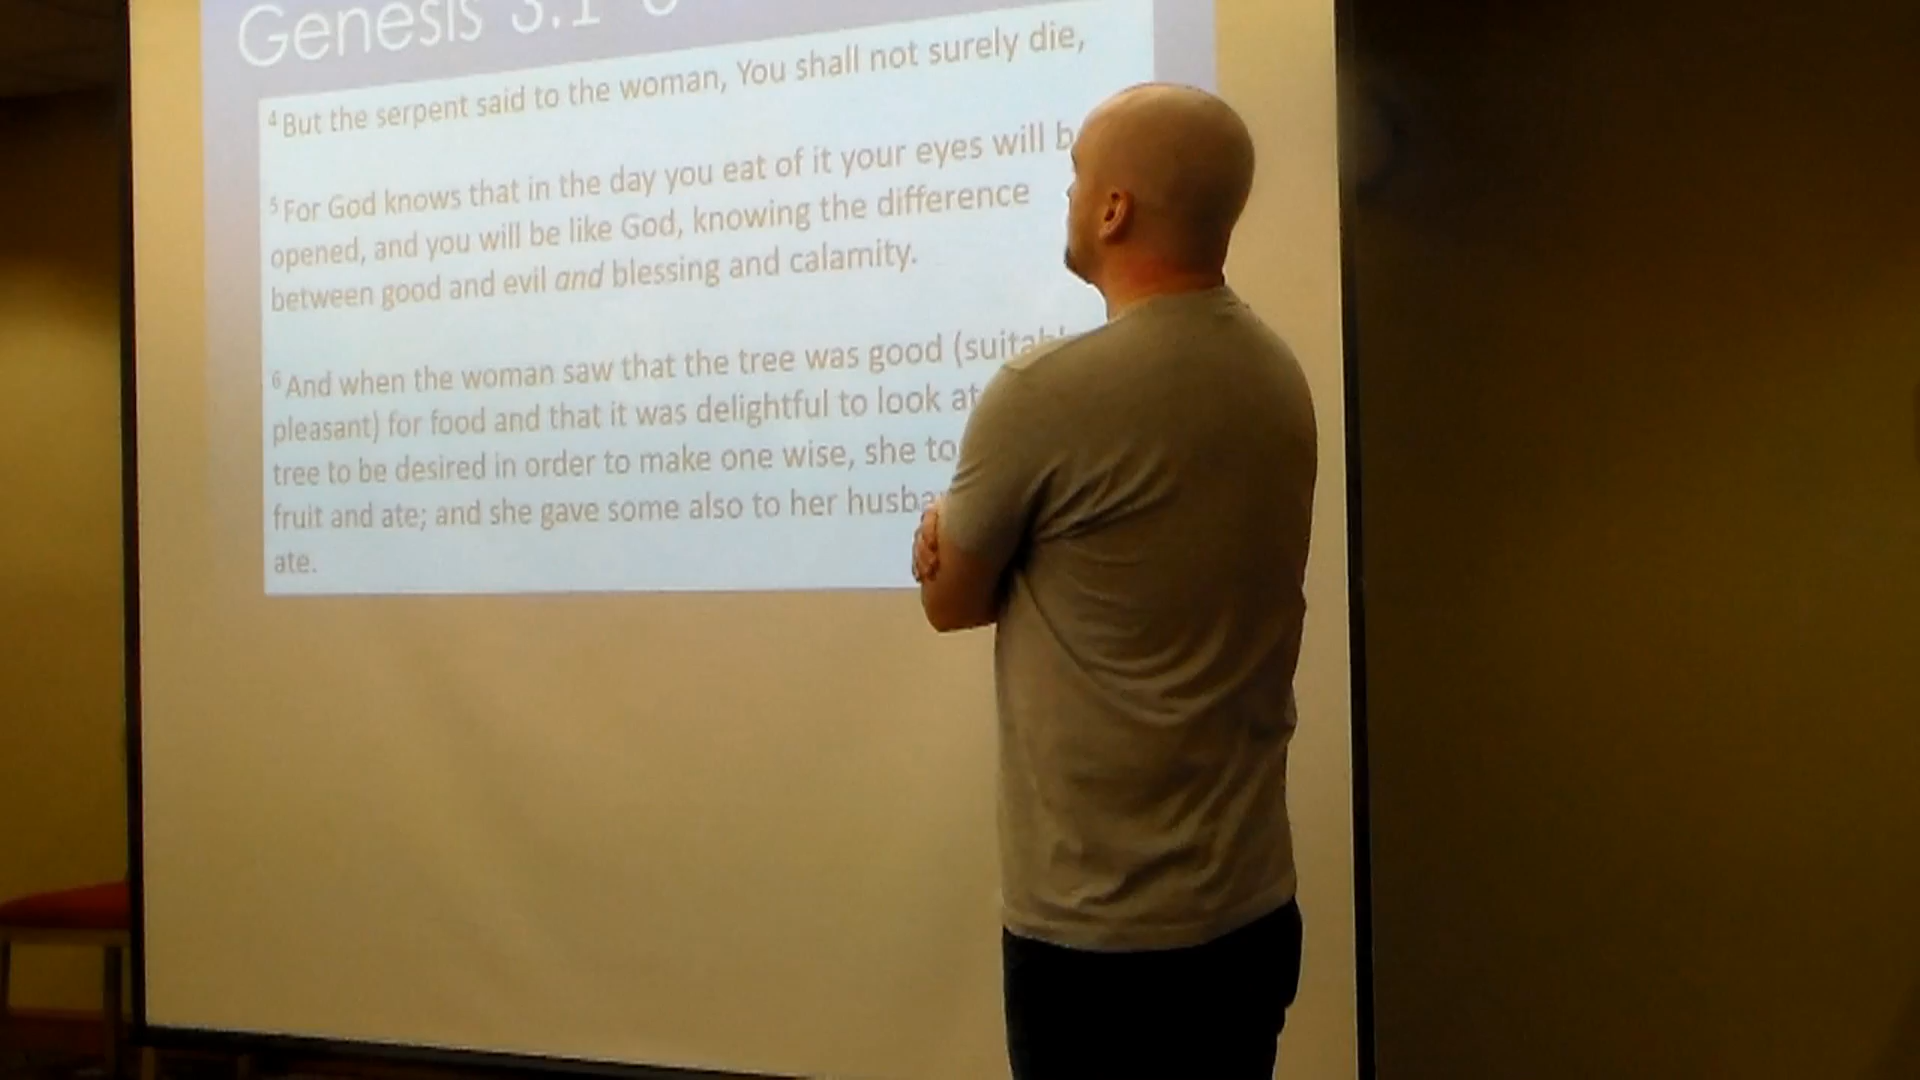 Genesis 3:1
4 But the serpent said to the woman, You shall not surely die,
5 For God knows that in the day you eat of it your eyes will
opened, and you will be like God, knowing the difference
between good and evil and blessing and calamity.
6 And when the woman saw that the tree was good
pleasant) for food and that it was delightful to look at
tree to be desired in order to make one wise, she
fruit and ate; and she gave some also to her
ate.